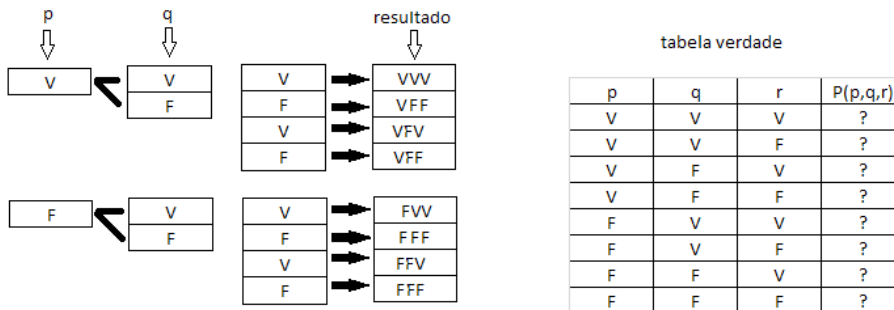 p q resultado
V V V VVV
F F VFF
V VFV
F VFF
F V V FVV
F F FFF
V FFV
F FFF
tabela verdade
p q r P(p,q,r)
V V V ?
V V F ?
V F V ?
V F F ?
F V V ?
F V F ?
F F V ?
F F F ?